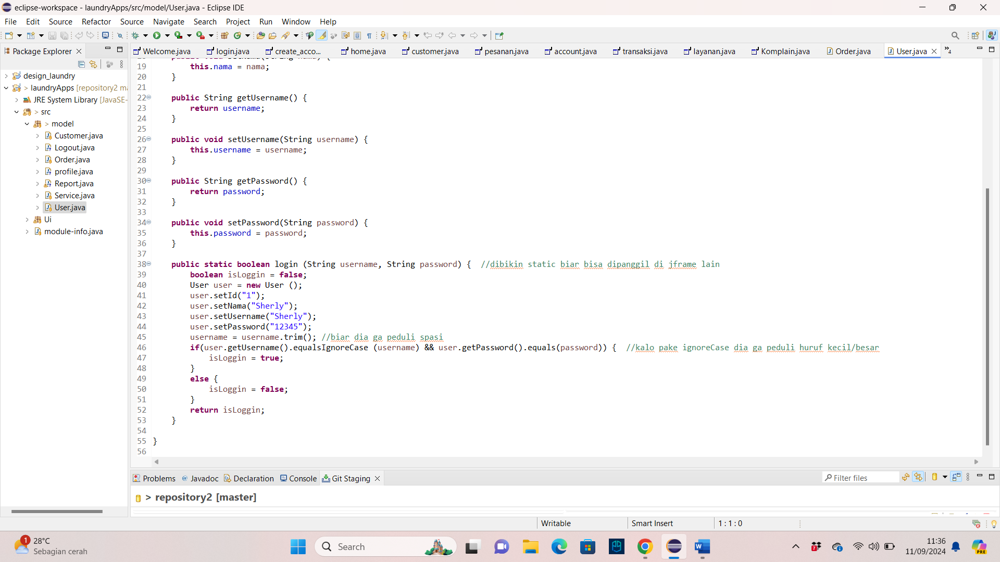 eclipse-workspace - laundryApps/src/model/User.java - Eclipse IDE
File Edit Source Refactor Source Navigate Search Project Run Window Help
Package Explorer
Welcome.java login.java create_acco... home.java customer.java pesanan.java account.java transaksi.java layanan.java Komplain.java Order.java User.java »4
design_laundry
> laundryApps [repository2 ma
JRE System Library [JavaSE-
> src
> model
Customer.java
Logout.java
Order.java
profile.java
Report.java
Service.java
User.java
Ui
module-info.java
19 this.nama = nama;
20 }
21
22 public String getUsername() {
23 return username;
24 }
25
26 public void setUsername(String username) {
27 this.username = username;
28 }
29
30 public String getPassword() {
31 return password;
32 }
33
34 public void setPassword(String password) {
35 this.password = password;
36 }
37
38 public static boolean login (String username, String password) { //dibikin static biar bisa dipanggil di jframe lain
39 boolean isLoggin = false;
40 User user = new User ();
41 user.setId("1");
42 user.setNama("Sherly");
43 user.setUsername("Sherly");
44 user.setPassword("12345");
45 username = username.trim(); //biar dia ga peduli spasi
46 if(user.getUsername().equalsIgnoreCase (username) && user.getPassword().equals(password)) { //kalo pake ignoreCase dia ga peduli huruf kecil/besar
47 isLoggin = true;
48 }
49 else {
50 isLoggin = false;
51 }
52 return isLoggin;
53 }
54
55 }
56
Problems Javadoc Declaration Console Git Staging
Filter files
> repository2 [master]
Writable Smart Insert 1 : 1 : 0
1
28°C
Sebagian cerah
Search
11:36
11/09/2024
PRE